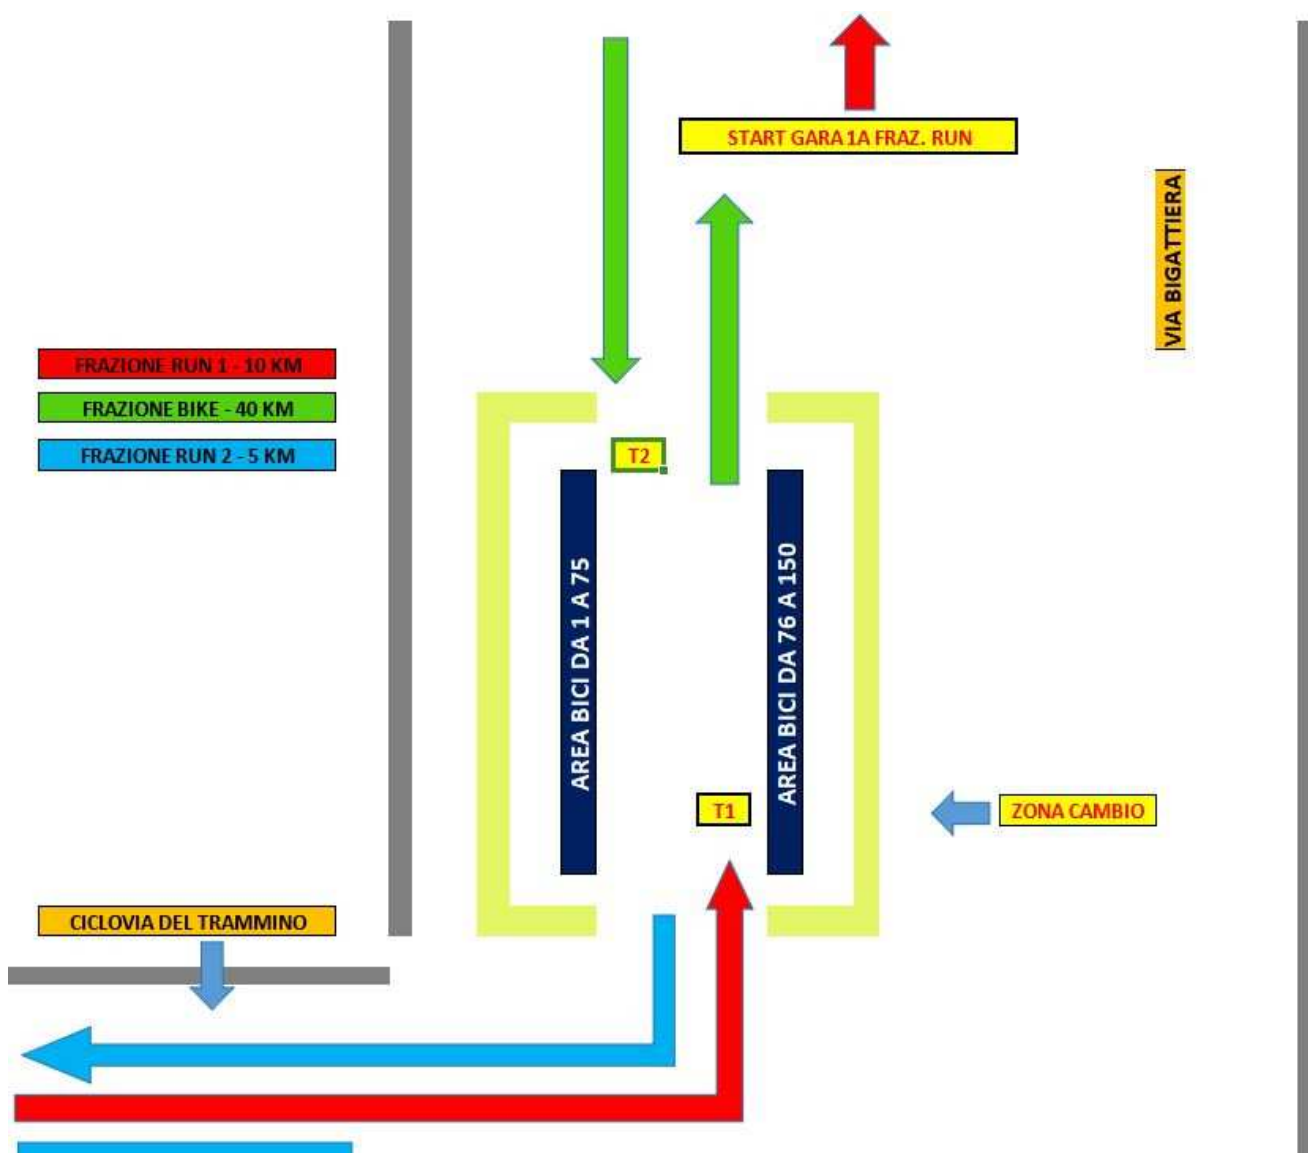 START GARA 1A FRAZ. RUN
VIA BIGATTIERA
FRAZIONE RUN 1 - 10 KM
FRAZIONE BIKE - 40 KM
FRAZIONE RUN 2 - 5 KM
T2
AREA BICI DA 1 A 75
AREA BICI DA 76 A 150
T1
ZONA CAMBIO
CICLOVIA DEL TRAMMINO